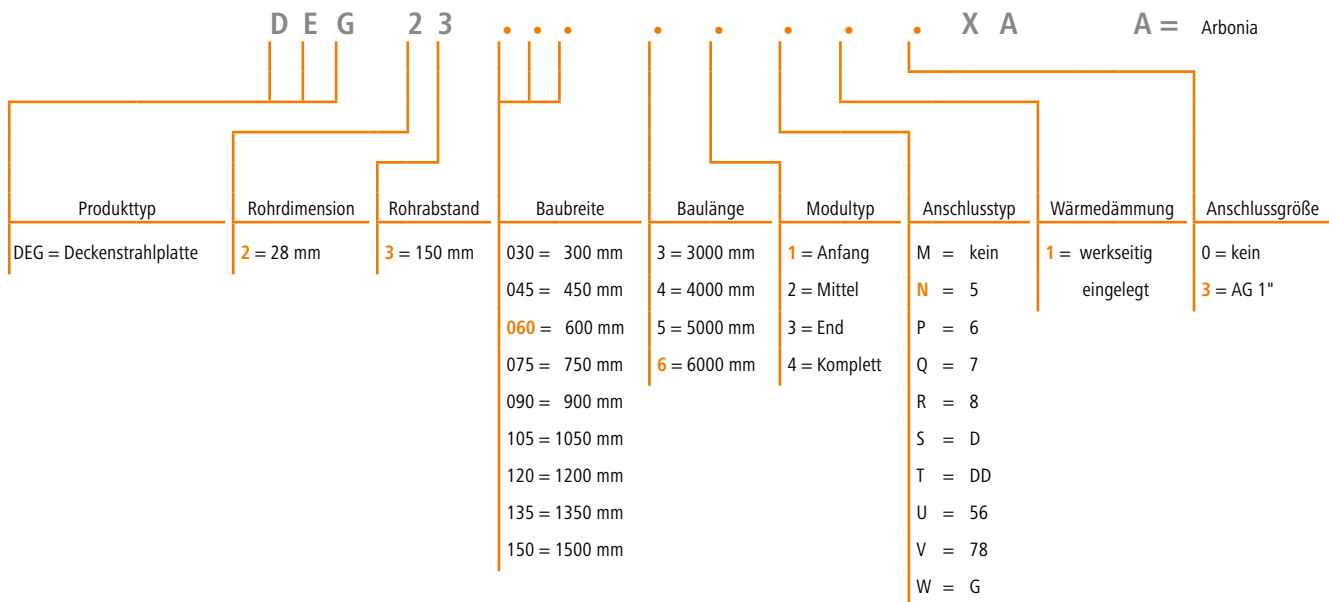 D E G 2 3 . . . . . . . . X A A = Arbonia
Produkttyp Rohrdimension Rohrabstand Baubreite Baulänge Modultyp Anschlusstyp Wärmedämmung Anschlussgröße
DEG = Deckenstrahlplatte 2 = 28 mm 3 = 150 mm 030 = 300 mm 3 = 3000 mm 1 = Anfang M = kein 1 = werkseitig 0 = kein
045 = 450 mm 4 = 4000 mm 2 = Mittel N = 5 eingelegt 3 = AG 1"
060 = 600 mm 5 = 5000 mm 3 = End P = 6
075 = 750 mm 6 = 6000 mm 4 = Komplett Q = 7
090 = 900 mm R = 8
105 = 1050 mm S = D
120 = 1200 mm T = DD
135 = 1350 mm U = 56
150 = 1500 mm V = 78
W = G